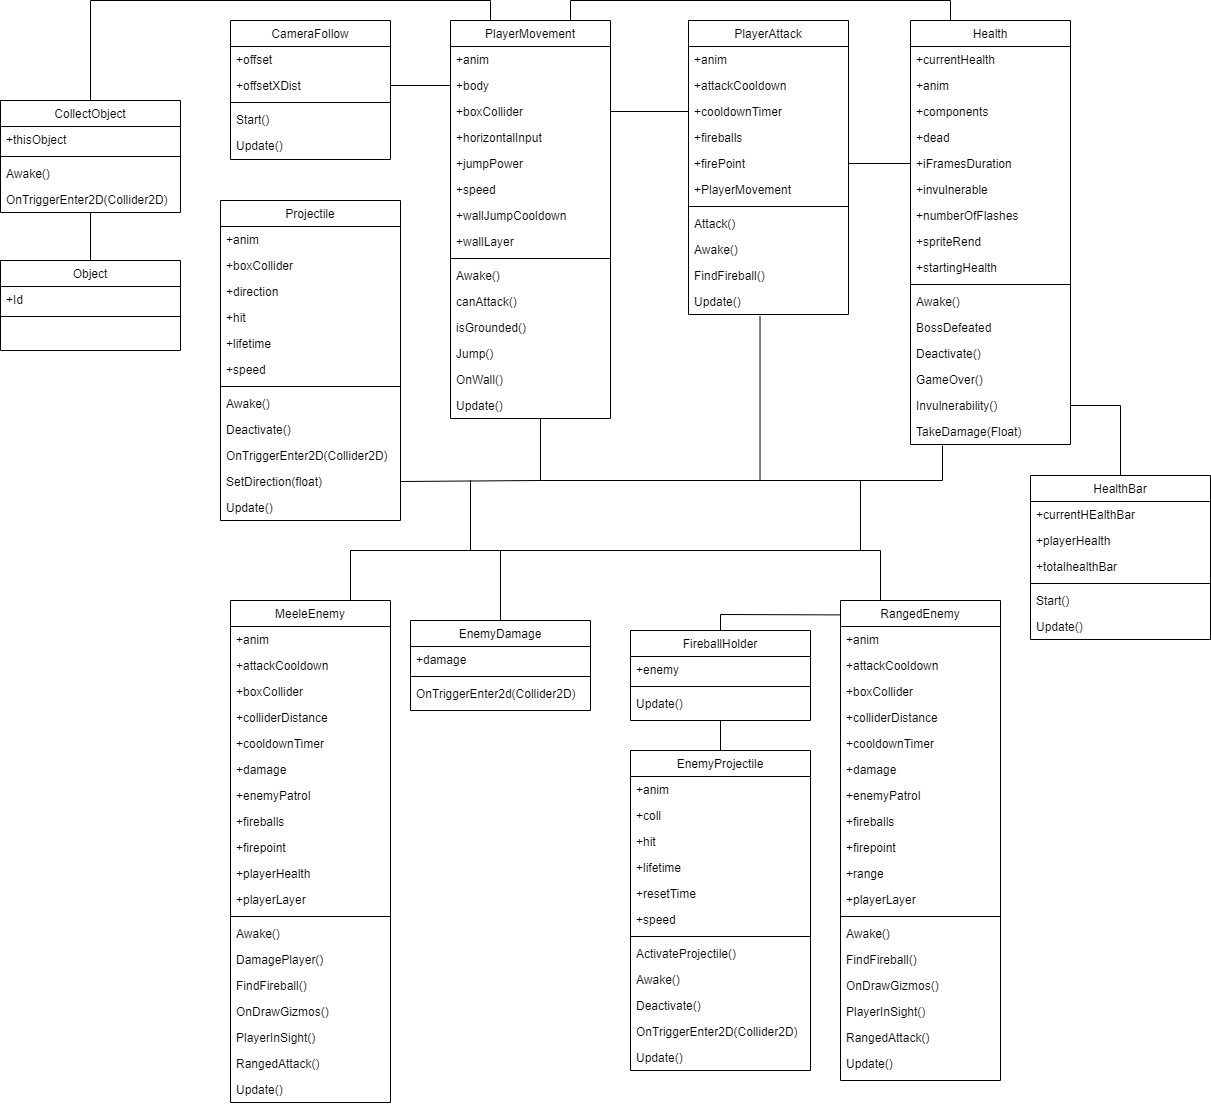 CameraFollow
+offset
+offsetXDist
Start()
Update()
PlayerMovement
+anim
+body
+boxCollider
+horizontalInput
+jumpPower
+speed
+wallJumpCooldown
+wallLayer
Awake()
canAttack()
isGrounded()
Jump()
OnWall()
Update()
PlayerAttack
+anim
+attackCooldown
+cooldownTimer
+fireballs
+firePoint
+PlayerMovement
Attack()
Awake()
FindFireball()
Update()
Health
+currentHealth
+anim
+components
+dead
+iFramesDuration
+invulnerable
+numberOfFlashes
+spriteRend
+startingHealth
Awake()
BossDefeated
Deactivate()
GameOver()
Invulnerability()
TakeDamage(Float)
CollectObject
+thisObject
Awake()
OnTriggerEnter2D(Collider2D)
Object
+Id
Projectile
+anim
+boxCollider
+direction
+hit
+lifetime
+speed
Awake()
Deactivate()
OnTriggerEnter2D(Collider2D)
SetDirection(float)
Update()
HealthBar
+currentHEalthBar
+playerHealth
+totalhealthBar
Start()
Update()
MeeleEnemy
+anim
+attackCooldown
+boxCollider
+colliderDistance
+cooldownTimer
+damage
+enemyPatrol
+fireballs
+firepoint
+playerHealth
+playerLayer
Awake()
DamagePlayer()
FindFireball()
OnDrawGizmos()
PlayerInSight()
RangedAttack()
Update()
EnemyDamage
+damage
OnTriggerEnter2d(Collider2D)
FireballHolder
+enemy
Update()
EnemyProjectile
+anim
+coll
+hit
+lifetime
+resetTime
+speed
ActivateProjectile()
Awake()
Deactivate()
OnTriggerEnter2D(Collider2D)
Update()
RangedEnemy
+anim
+attackCooldown
+boxCollider
+colliderDistance
+cooldownTimer
+damage
+enemyPatrol
+fireballs
+firepoint
+range
+playerLayer
Awake()
FindFireball()
OnDrawGizmos()
PlayerInSight()
RangedAttack()
Update()